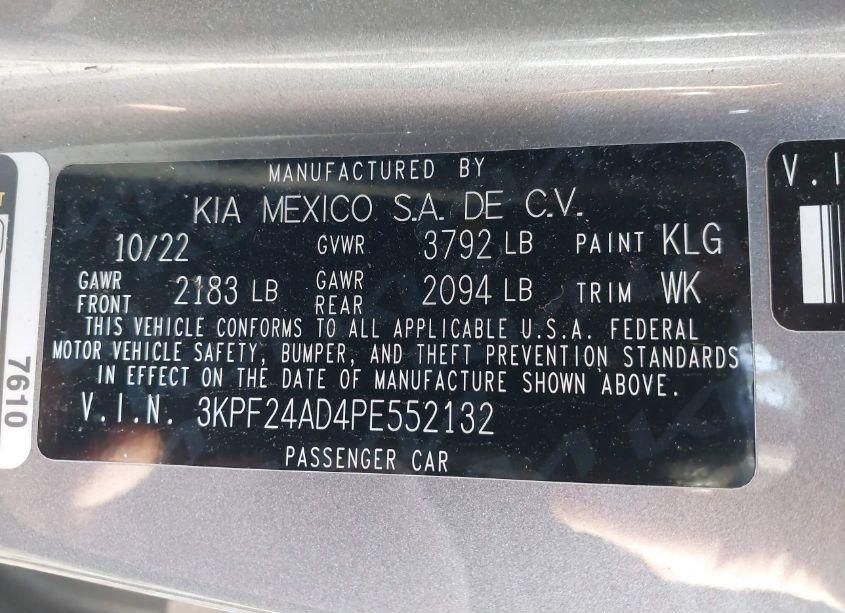 MANUFACTURED BY
KIA MEXICO S.A. DE C.V.
10/22 GVWR 3792 LB PAINT KLG
GAWR FRONT 2183 LB GAWR REAR 2094 LB TRIM WK
THIS VEHICLE CONFORMS TO ALL APPLICABLE U.S.A. FEDERAL
MOTOR VEHICLE SAFETY, BUMPER, AND THEFT PREVENTION STANDARDS
IN EFFECT ON THE DATE OF MANUFACTURE SHOWN ABOVE.
V.I.N. 3KPF24AD4PE552132
PASSENGER CAR
7610
V.I